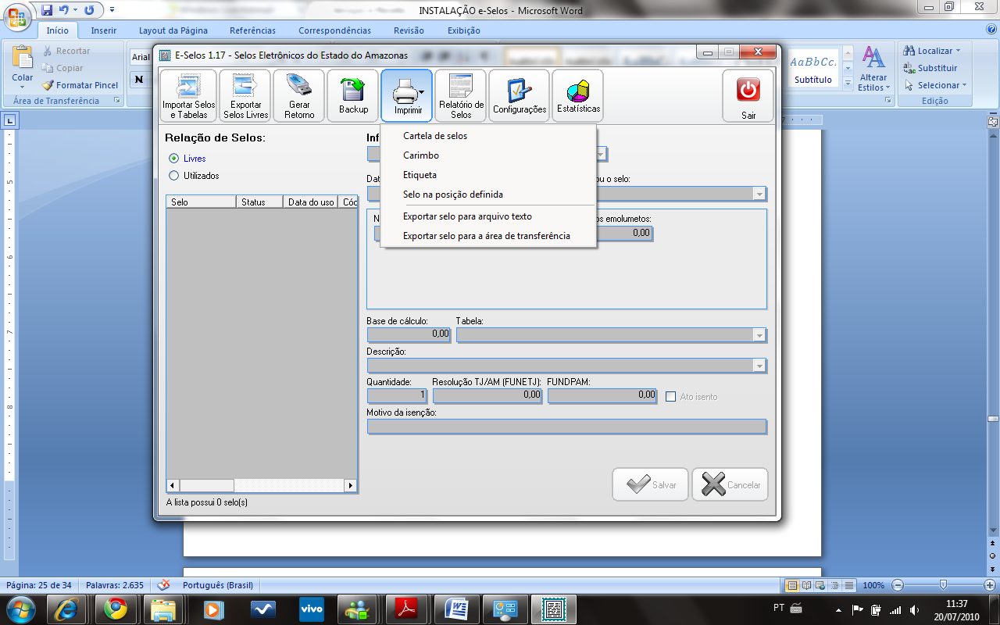 INSTALAÇÃO e-Selos - Microsoft Word
Início Inserir Layout da Página Referências Correspondências Revisão Exibição
Colar
Recortar
Copiar
Formatar Pincel
Área de Transferência
Arial
N
AaBbCc.
Subtítulo
Alterar Estilos
Localizar
Substituir
Selecionar
Edição
E-Selos 1.17 - Selos Eletrônicos do Estado do Amazonas
Importar Selos e Tabelas
Exportar Selos Livres
Gerar Retorno
Backup
Imprimir
Relatório de Selos
Configurações
Estatísticas
Sair
Cartela de selos
Carimbo
Etiqueta
Selo na posição definida
Exportar selo para arquivo texto
Exportar selo para a área de transferência
Relação de Selos:
Livres
Utilizados
Selo Status Data do uso Cóc
A lista possui 0 selo(s)
Inf
Dat
ou o selo:
N
os emolumetos:
0,00
Base de cálculo: Tabela:
0,00
Descrição:
Quantidade: Resolução TJ/AM (FUNETJ): FUNDPAM:
1 0,00 0,00 Ato isento
Motivo da isenção:
Salvar Cancelar
5
6
7
8
7
Página: 25 de 34 Palavras: 2.635 Português (Brasil) 100%
vivo
PT
11:37
20/07/2010